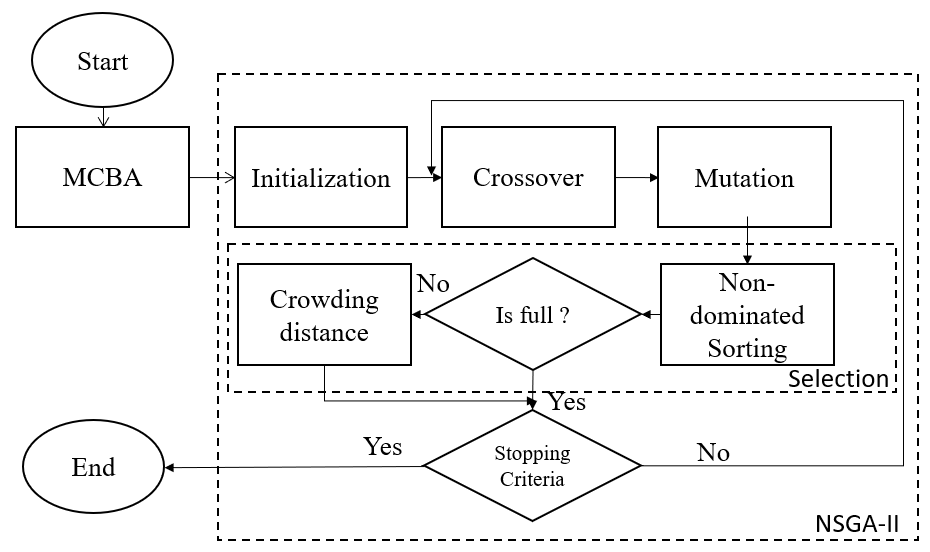 Start
MCBA
Initialization
Crossover
Mutation
No
Crowding
distance
Is full ?
Non-
dominated
Sorting
Selection
Yes
End
Yes
Stopping
Criteria
No
NSGA-II